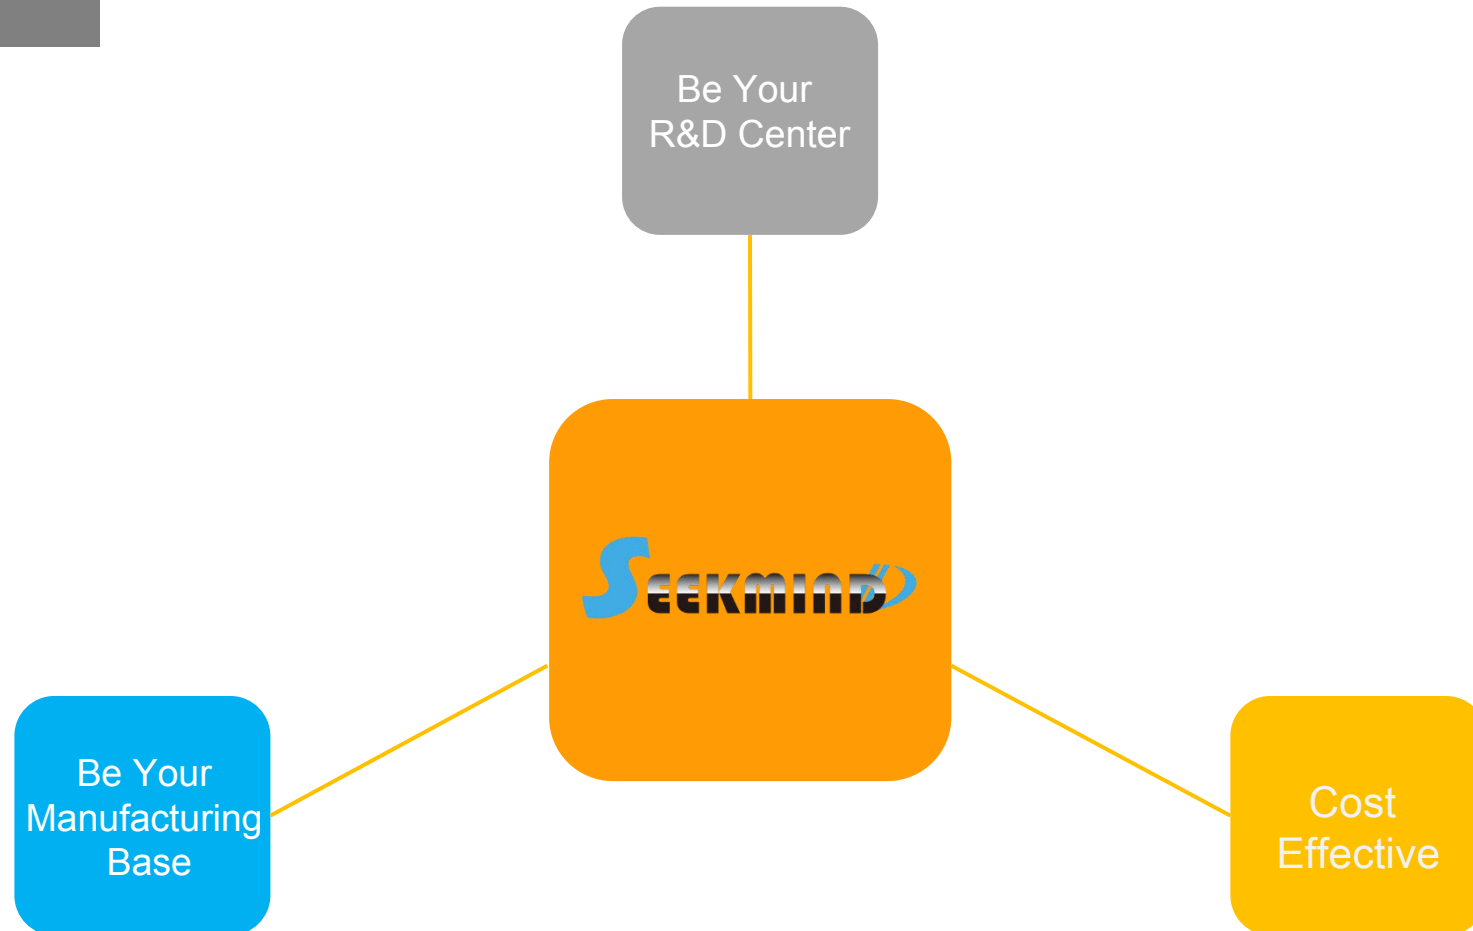 Be Your
R&D Center
SEEKMIND
Be Your
Manufacturing
Base
Cost
Effective